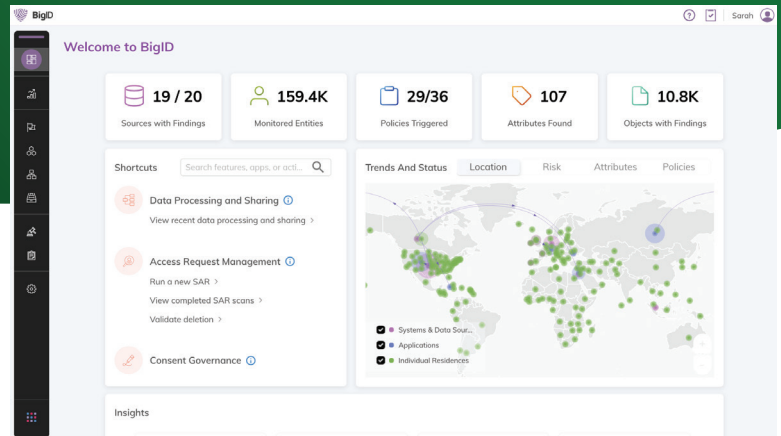 BigID
Sarah
Welcome to BigID
19 / 20
Sources with Findings
159.4K
Monitored Entities
29/36
Policies Triggered
107
Attributes Found
10.8K
Objects with Findings
Shortcuts
Search features, apps, or acti...
Data Processing and Sharing
View recent data processing and sharing >
Access Request Management
Run a new SAR >
View completed SAR scans >
Validate deletion >
Consent Governance
Trends And Status
Location
Risk
Attributes
Policies
Systems & Data Sour...
Applications
Individual Residences
Insights